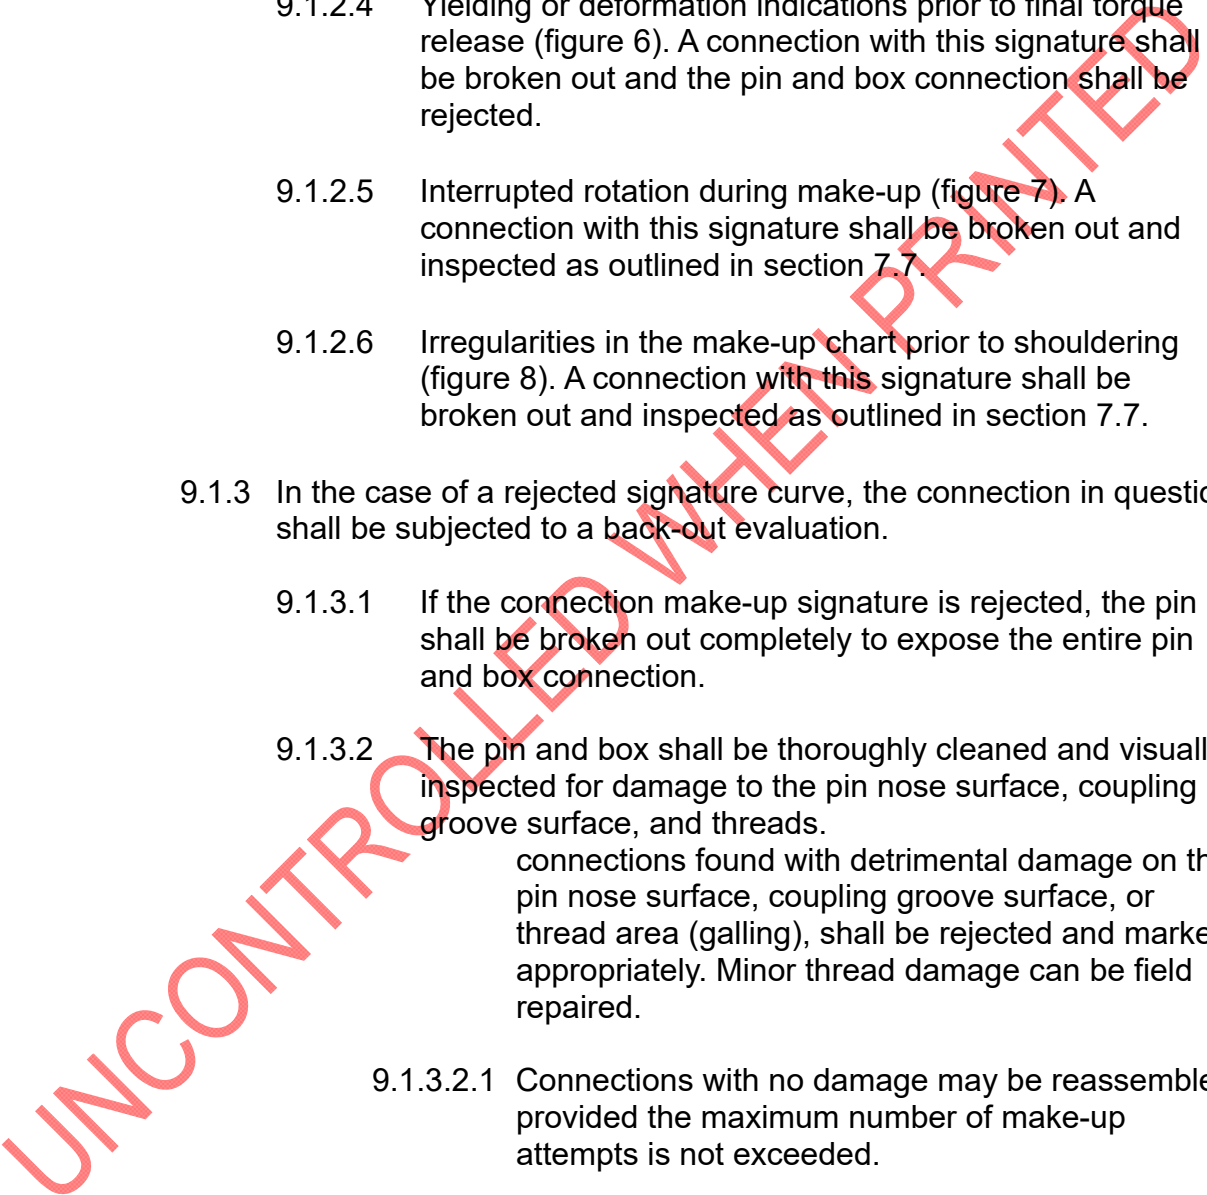 9.1.2.4 Yielding or deformation indications prior to final torque
release (figure 6). A connection with this signature shall
be broken out and the pin and box connection shall be
rejected.
9.1.2.5 Interrupted rotation during make-up (figure 7). A
connection with this signature shall be broken out and
inspected as outlined in section 7.7.
9.1.2.6 Irregularities in the make-up chart prior to shouldering
(figure 8). A connection with this signature shall be
broken out and inspected as outlined in section 7.7.
9.1.3 In the case of a rejected signature curve, the connection in questio
shall be subjected to a back-out evaluation.
9.1.3.1 If the connection make-up signature is rejected, the pin
shall be broken out completely to expose the entire pin
and box connection.
9.1.3.2 The pin and box shall be thoroughly cleaned and visuall
inspected for damage to the pin nose surface, coupling
groove surface, and threads.
connections found with detrimental damage on th
pin nose surface, coupling groove surface, or
thread area (galling), shall be rejected and marke
appropriately. Minor thread damage can be field
repaired.
9.1.3.2.1 Connections with no damage may be reassemble
provided the maximum number of make-up
attempts is not exceeded.
UNCONTROLLED WHEN PRINTED